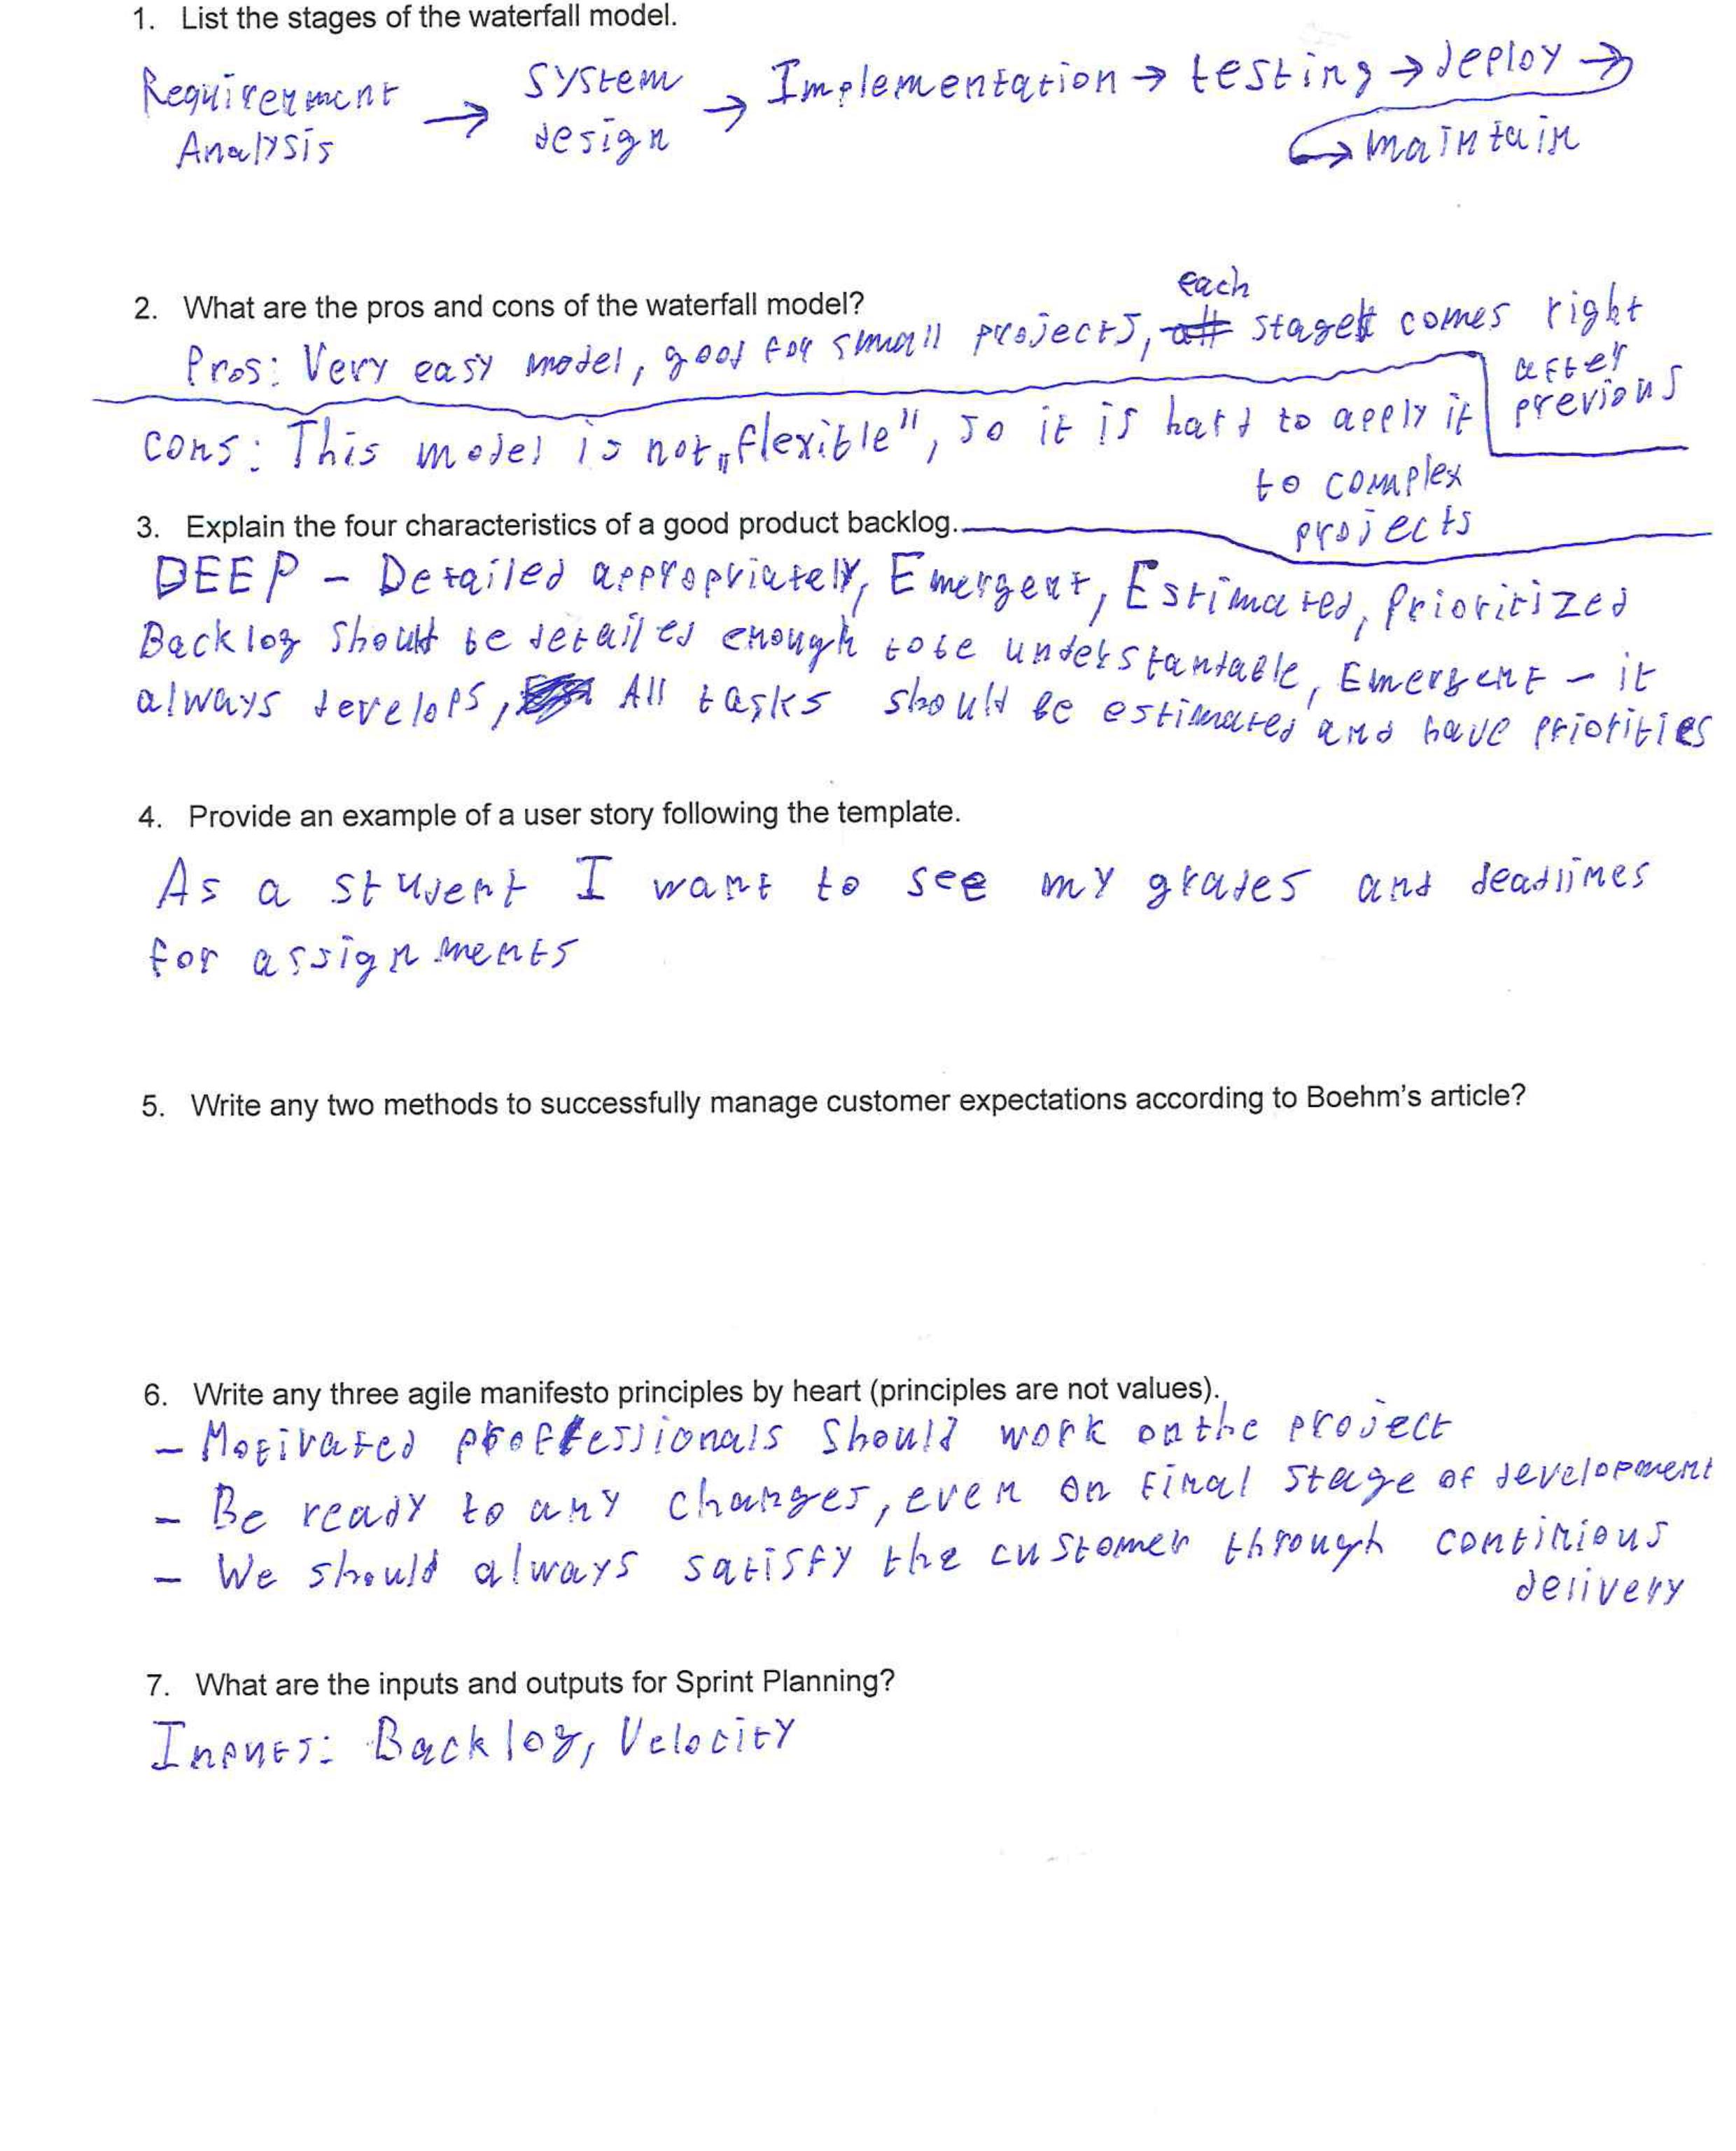 1. List the stages of the waterfall model.
Requirement Analysis → System design → Implementation → testing → deploy →
→ maintain
2. What are the pros and cons of the waterfall model?
Pros: Very easy model, good for small projects, each stage comes right
after
previous
cons: This model is not „flexible", so it is hard to apply it
to complex
projects
3. Explain the four characteristics of a good product backlog.
DEEP - Detailed appropriately, Emergent, Estimated, Prioritized
Backlog should be detailed enough to be understandable, Emergent - it
always develops, All tasks should be estimated and have priorities
4. Provide an example of a user story following the template.
As a student I want to see my grades and deadlines
for assignments
5. Write any two methods to successfully manage customer expectations according to Boehm's article?
6. Write any three agile manifesto principles by heart (principles are not values).
- Motivated proffessionals should work on the project
- Be ready to any changes, even on final stage of development
- We should always satisfy the customer through continious
delivery
7. What are the inputs and outputs for Sprint Planning?
Inputs: Backlog, Velocity